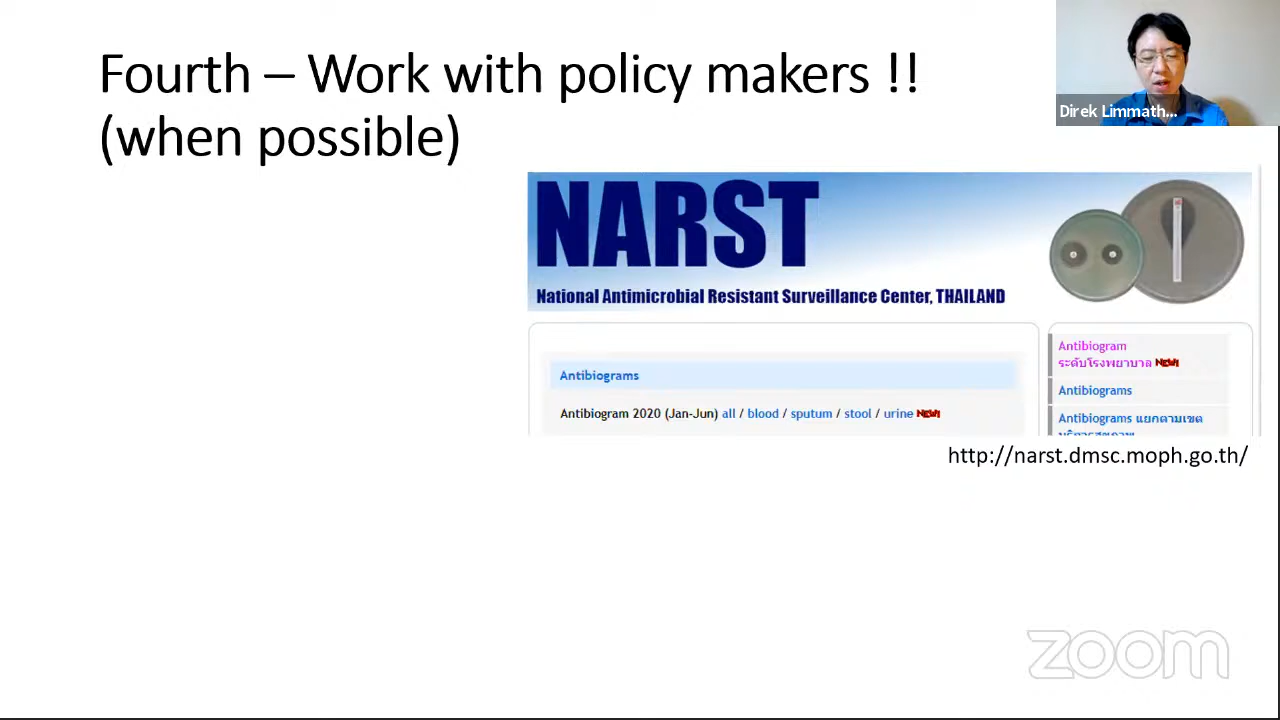 Fourth – Work with policy makers !!
(when possible)
Direk Limmath...
NARST
National Antimicrobial Resistant Surveillance Center, THAILAND
Antibiograms
Antibiogram 2020 (Jan-Jun) all / blood / sputum / stool / urine NEW!
Antibiogram
ระดับโรงพยาบาล NEW!
Antibiograms
Antibiograms แยกตามเขต
http://narst.dmsc.moph.go.th/
zoom